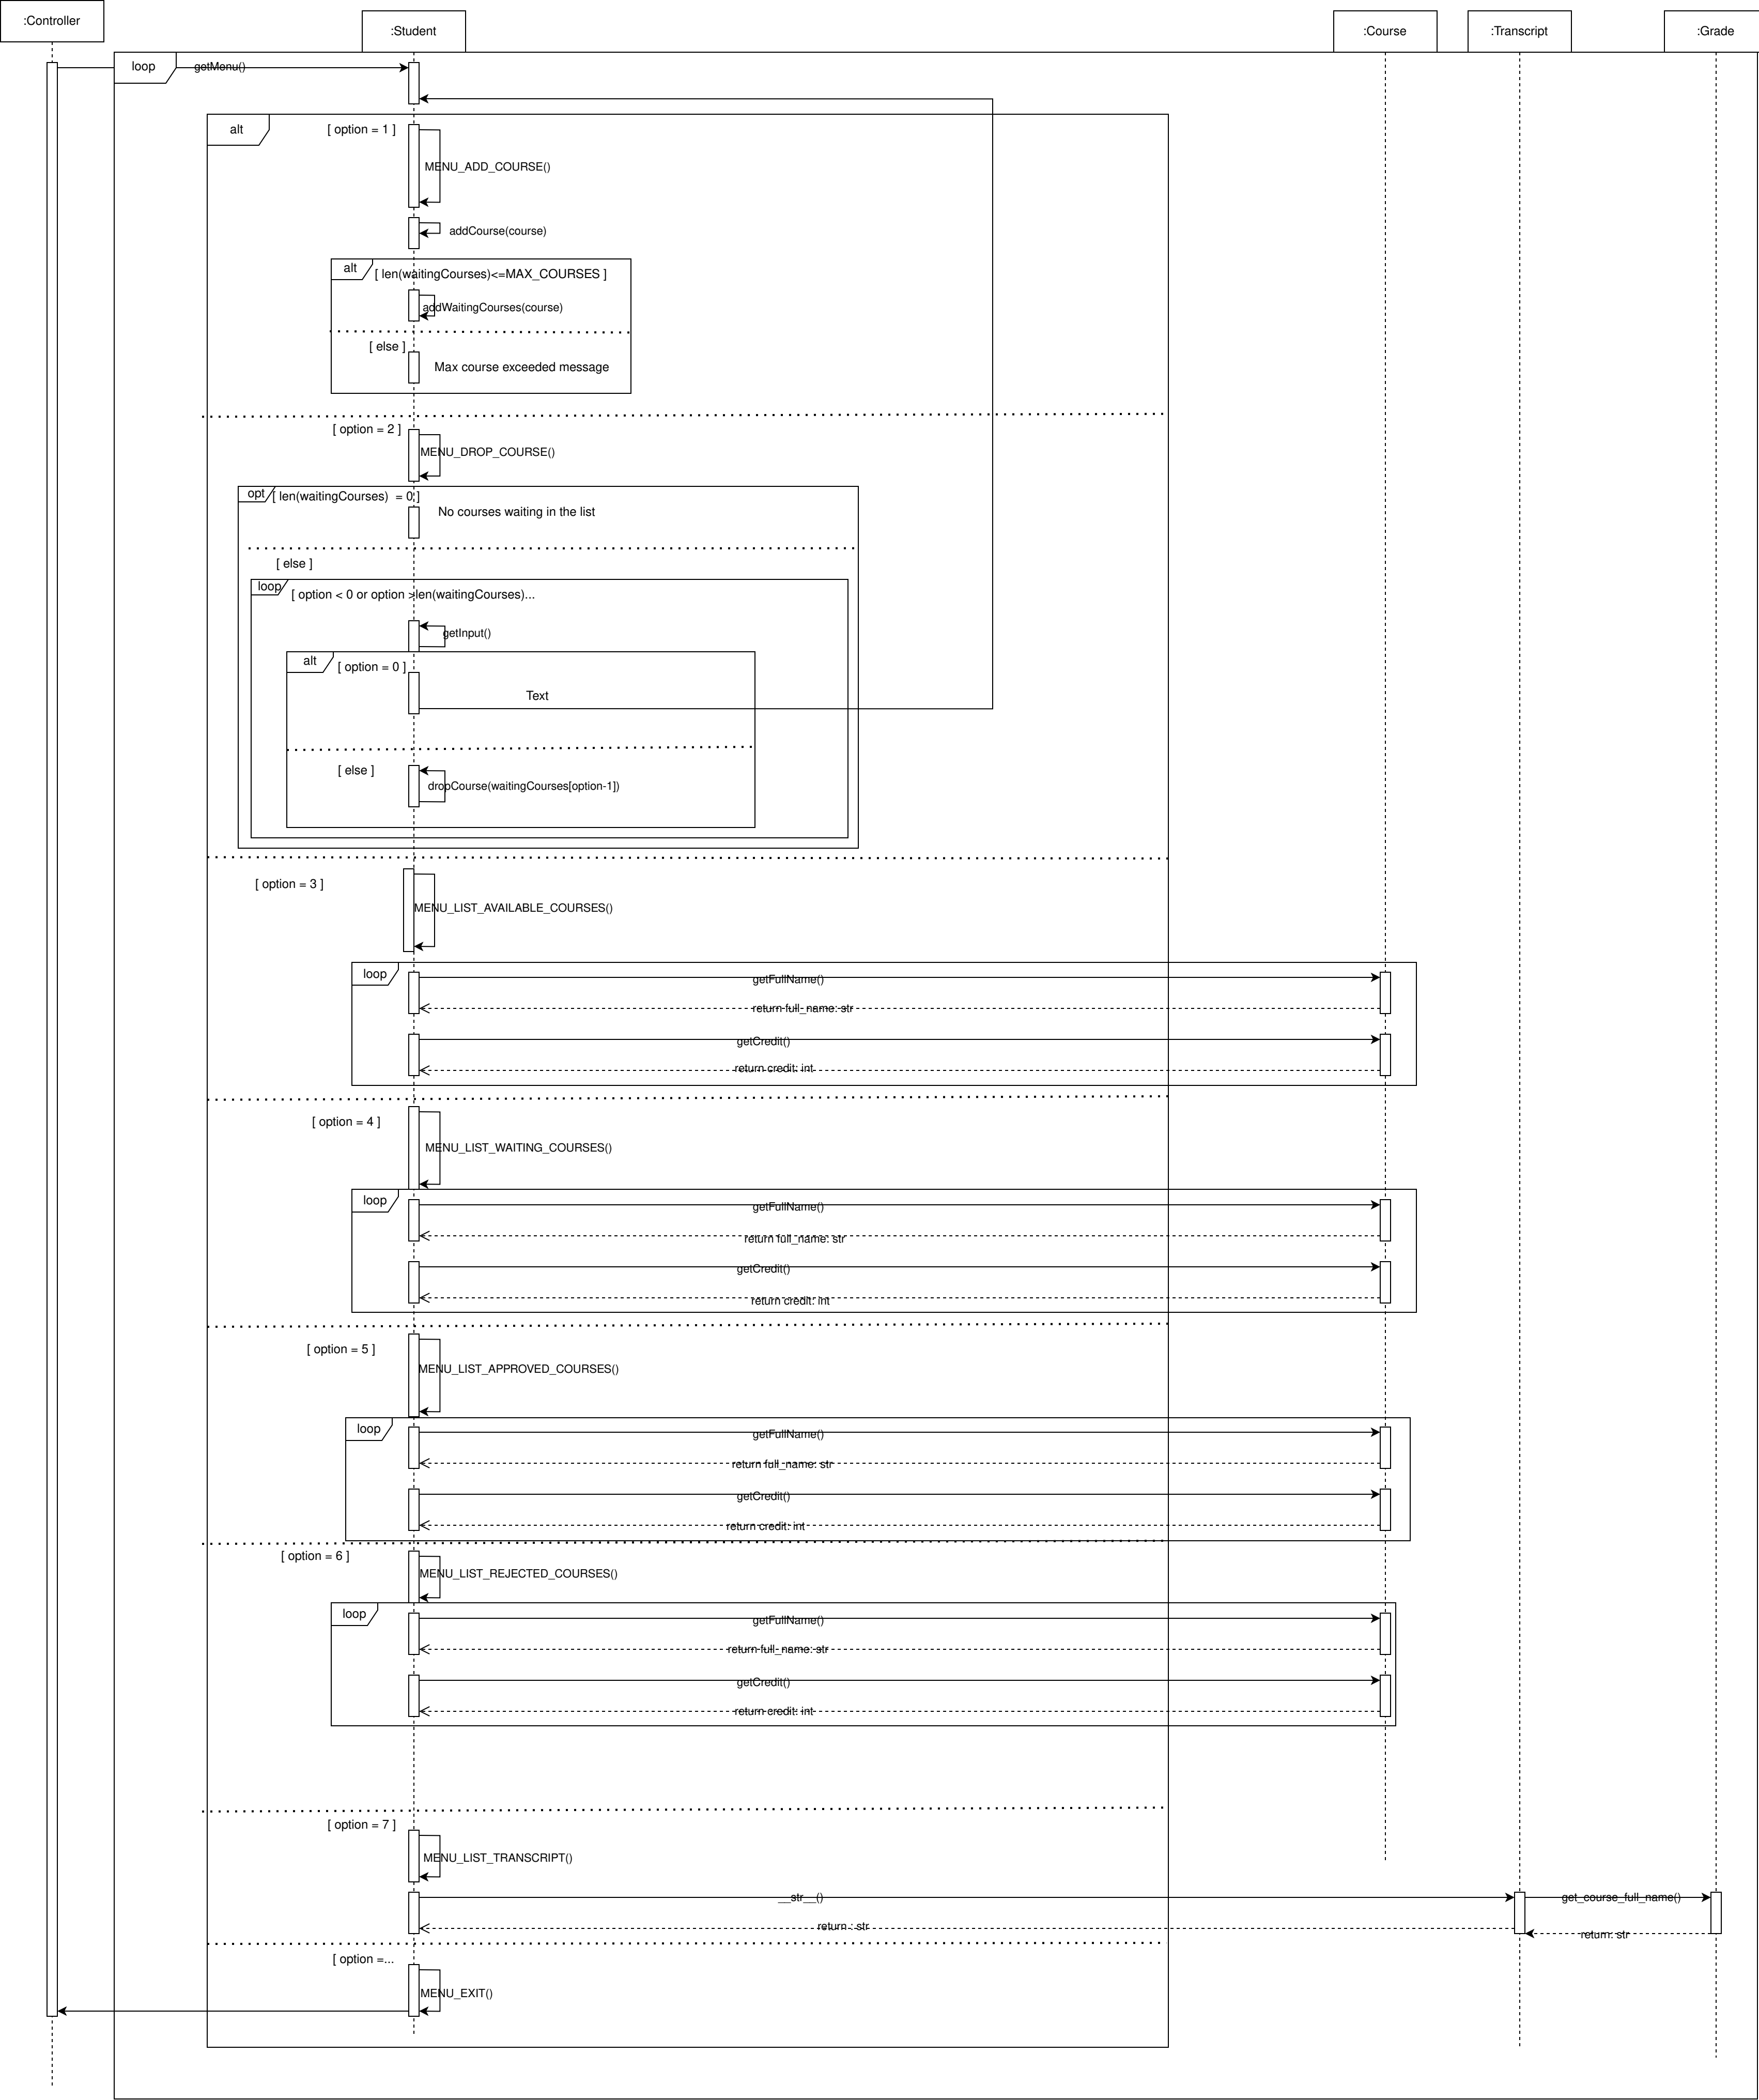 :Controller
:Student
:Course
:Transcript
:Grade
loop
getMenu()
alt
[ option = 1 ]
MENU_ADD_COURSE()
addCourse(course)
alt
[ len(waitingCourses)<=MAX_COURSES ]
addWaitingCourses(course)
[ else ]
Max course exceeded message
[ option = 2 ]
MENU_DROP_COURSE()
opt
[ len(waitingCourses)  = 0 ]
No courses waiting in the list
[ else ]
loop
[ option < 0 or option >len(waitingCourses)...
getInput()
alt
[ option = 0 ]
Text
[ else ]
dropCourse(waitingCourses[option-1])
[ option = 3 ]
MENU_LIST_AVAILABLE_COURSES()
loop
getFullName()
return full_name: str
getCredit()
return credit: int
[ option = 4 ]
MENU_LIST_WAITING_COURSES()
loop
getFullName()
return full_name: str
getCredit()
return credit: int
[ option = 5 ]
MENU_LIST_APPROVED_COURSES()
loop
getFullName()
return full_name: str
getCredit()
return credit: int
[ option = 6 ]
MENU_LIST_REJECTED_COURSES()
loop
getFullName()
return full_name: str
getCredit()
return credit: int
[ option = 7 ]
MENU_LIST_TRANSCRIPT()
__str__()
get_course_full_name()
return : str
return: str
[ option =...
MENU_EXIT()